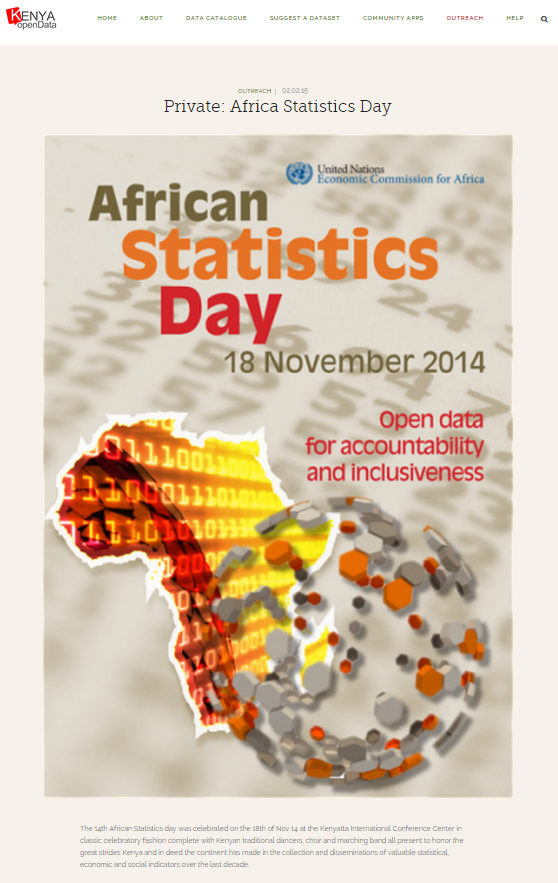 KENYA
openData
HOME ABOUT DATA CATALOGUE SUGGEST A DATASET COMMUNITY APPS OUTREACH HELP
OUTREACH | 02.02.15
Private: Africa Statistics Day
United Nations
Economic Commission for Africa
African
Statistics
Day
18 November 2014
Open data
for accountability
and inclusiveness
The 14th African Statistics day was celebrated on the 18th of Nov 14 at the Kenyatta International Conference Center in
classic celebratory fashion complete with Kenyan traditional dancers, choir and marching band all present to honor the
great strides Kenya and in deed the continent has made in the collection and disseminations of valuable statistical,
economic and social indicators over the last decade.